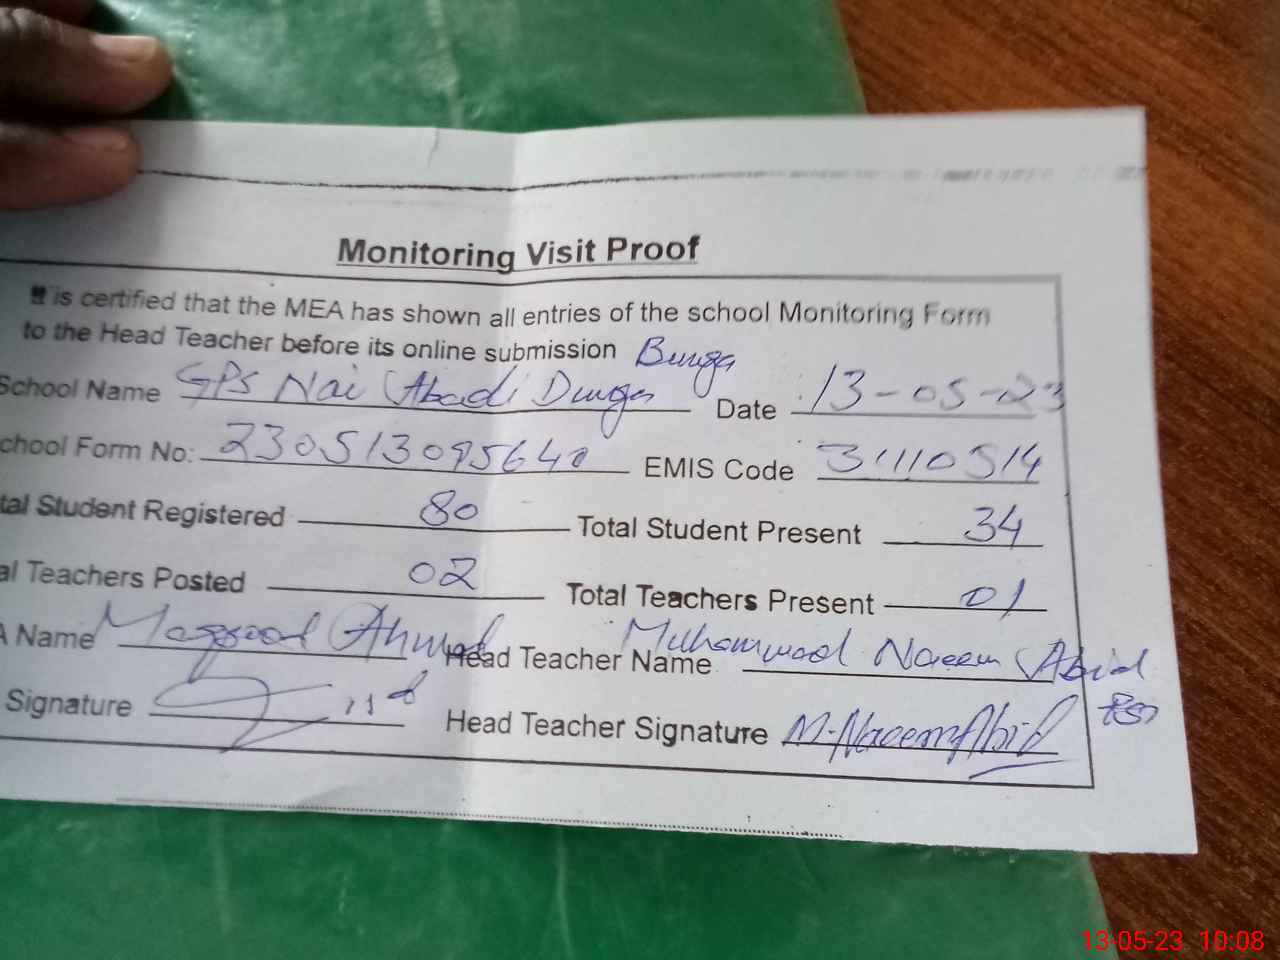 Monitoring Visit Proof
It is certified that the MEA has shown all entries of the school Monitoring Form
to the Head Teacher before its online submission Bunga
School Name GPS Nai Abadi Dunga Date 13-05-23
chool Form No: 230513095640 EMIS Code 31110514
tal Student Registered 80 Total Student Present 34
al Teachers Posted 02 Total Teachers Present 01
A Name Maqsood Ahmad Head Teacher Name Muhammad Naeem Abid
Signature Head Teacher Signature M. Naeem Abid
13-05-23 10:08